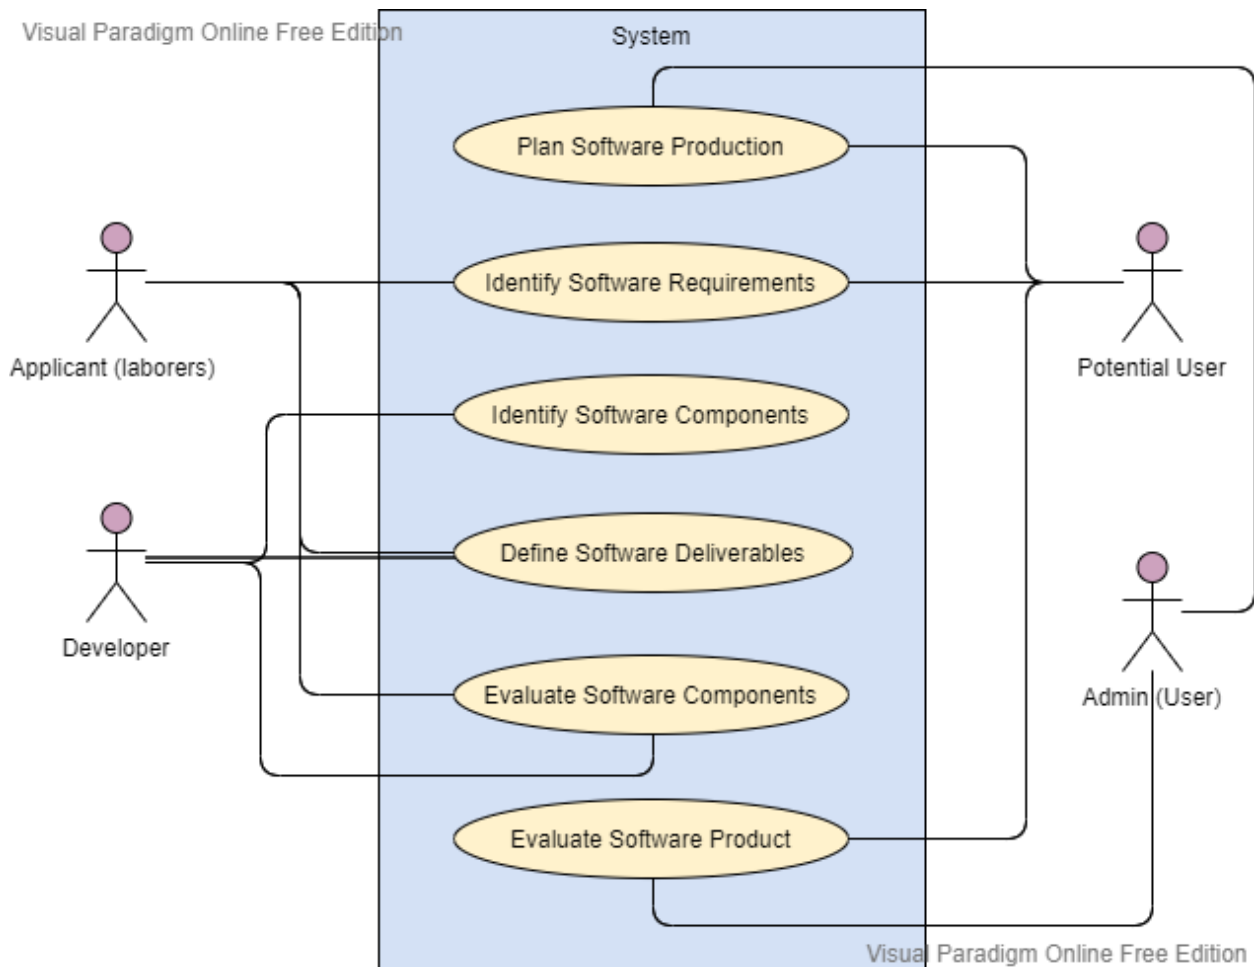 Visual Paradigm Online Free Edition
System
Plan Software Production
Identify Software Requirements
Applicant (laborers)
Potential User
Identify Software Components
Define Software Deliverables
Developer
Evaluate Software Components
Admin (User)
Evaluate Software Product
Visual Paradigm Online Free Edition